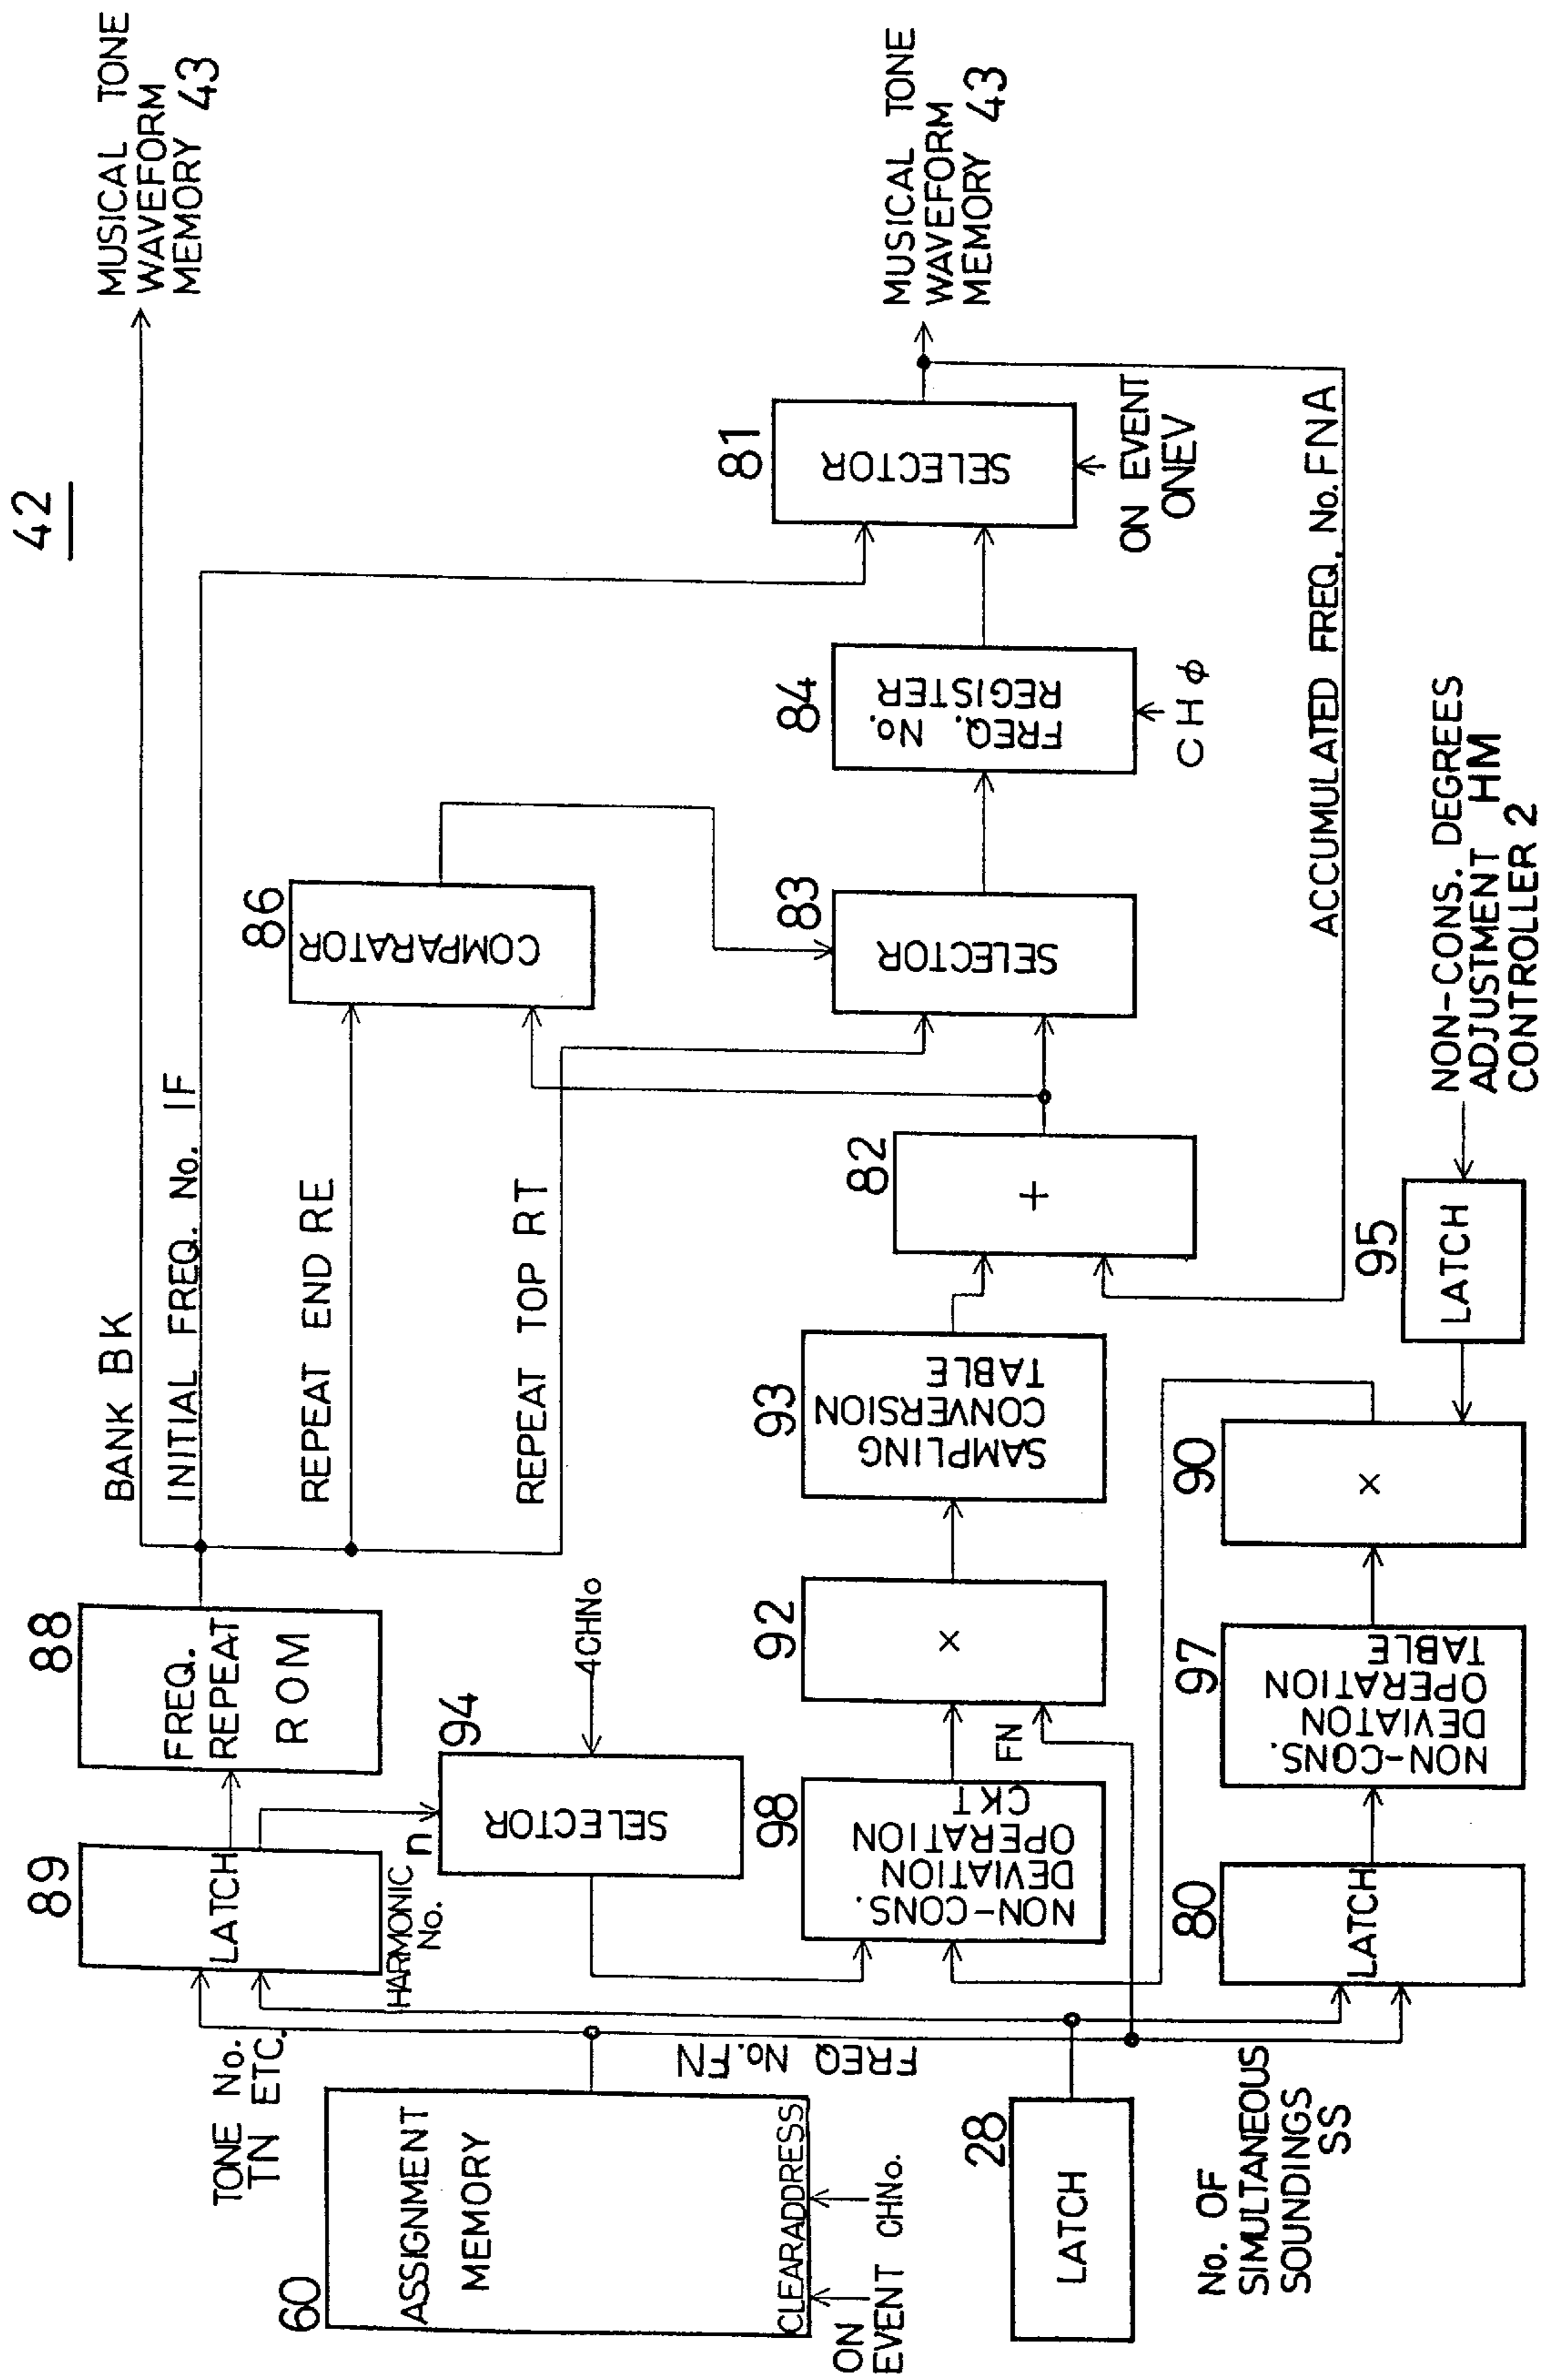 42
BANK BK
MUSICAL TONE
WAVEFORM
MEMORY 43
INITIAL FREQ. No. IF
REPEAT END RE
REPEAT TOP RT
88
FREQ.
REPEAT
ROM
89
LATCH
HARMONIC
No.
n
94
SELECTOR
4CHNo
86
COMPARATOR
TONE No.
TN ETC.
60
ASSIGNMENT
MEMORY
CLEARADDRESS
ON
EVENT CHNo.
FREQ No.FN
98
NON-CONS.
DEVIATION
OPERATION
CKT
FN
92
×
93
SAMPLING
CONVERSION
TABLE
82
+
83
SELECTOR
84
FREQ. No.
REGISTER
CHφ
81
SELECTOR
ON EVENT
ONEV
MUSICAL TONE
WAVEFORM
MEMORY 43
ACCUMULATED FREQ. No.FNA
28
LATCH
No. OF
SIMULTANEOUS
SOUNDINGS
SS
80
LATCH
97
NON-CONS.
DEVIATON
OPERATION
TABLE
90
×
95
LATCH
NON-CONS. DEGREES
ADJUSTMENT HM
CONTROLLER 2